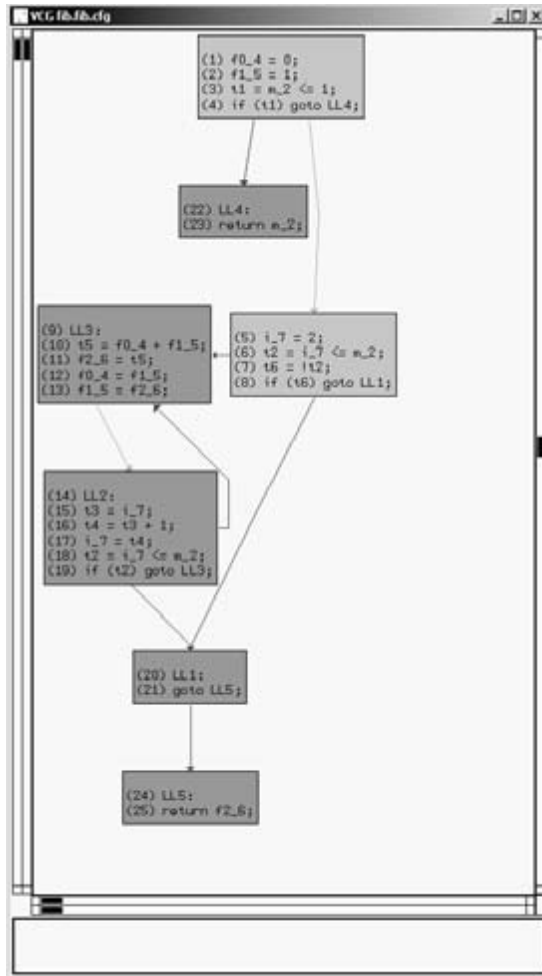 VCG fib.fib.cfg
(1) f0_4 = 0;
(2) f1_5 = 1;
(3) t1 = m_2 <= 1;
(4) if (t1) goto LL4;
(22) LL4:
(23) return m_2;
(9) LL3:
(10) t5 = f0_4 + f1_5;
(11) f2_6 = t5;
(12) f0_4 = f1_5;
(13) f1_5 = f2_6;
(5) i_7 = 2;
(6) t2 = i_7 <= m_2;
(7) t6 = !t2;
(8) if (t6) goto LL1;
(14) LL2:
(15) t3 = i_7;
(16) t4 = t3 + 1;
(17) i_7 = t4;
(18) t2 = i_7 <= m_2;
(19) if (t2) goto LL3;
(20) LL1:
(21) goto LL5;
(24) LL5:
(25) return f2_6;